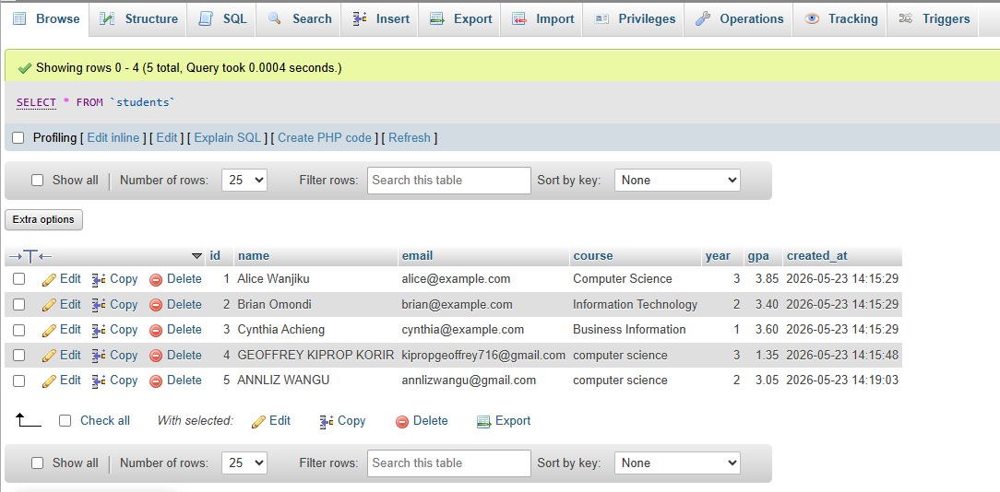 Browse Structure SQL Search Insert Export Import Privileges Operations Tracking Triggers
Showing rows 0 - 4 (5 total, Query took 0.0004 seconds.)
SELECT * FROM `students`
Profiling [ Edit inline ] [ Edit ] [ Explain SQL ] [ Create PHP code ] [ Refresh ]
Show all Number of rows: 25 Filter rows: Search this table Sort by key: None
Extra options
id name email course year gpa created_at
Edit Copy Delete 1 Alice Wanjiku alice@example.com Computer Science 3 3.85 2026-05-23 14:15:29
Edit Copy Delete 2 Brian Omondi brian@example.com Information Technology 2 3.40 2026-05-23 14:15:29
Edit Copy Delete 3 Cynthia Achieng cynthia@example.com Business Information 1 3.60 2026-05-23 14:15:29
Edit Copy Delete 4 GEOFFREY KIPROP KORIR kipropgeoffrey716@gmail.com computer science 3 1.35 2026-05-23 14:15:48
Edit Copy Delete 5 ANNLIZ WANGU annlizwangu@gmail.com computer science 2 3.05 2026-05-23 14:19:03
Check all With selected: Edit Copy Delete Export
Show all Number of rows: 25 Filter rows: Search this table Sort by key: None